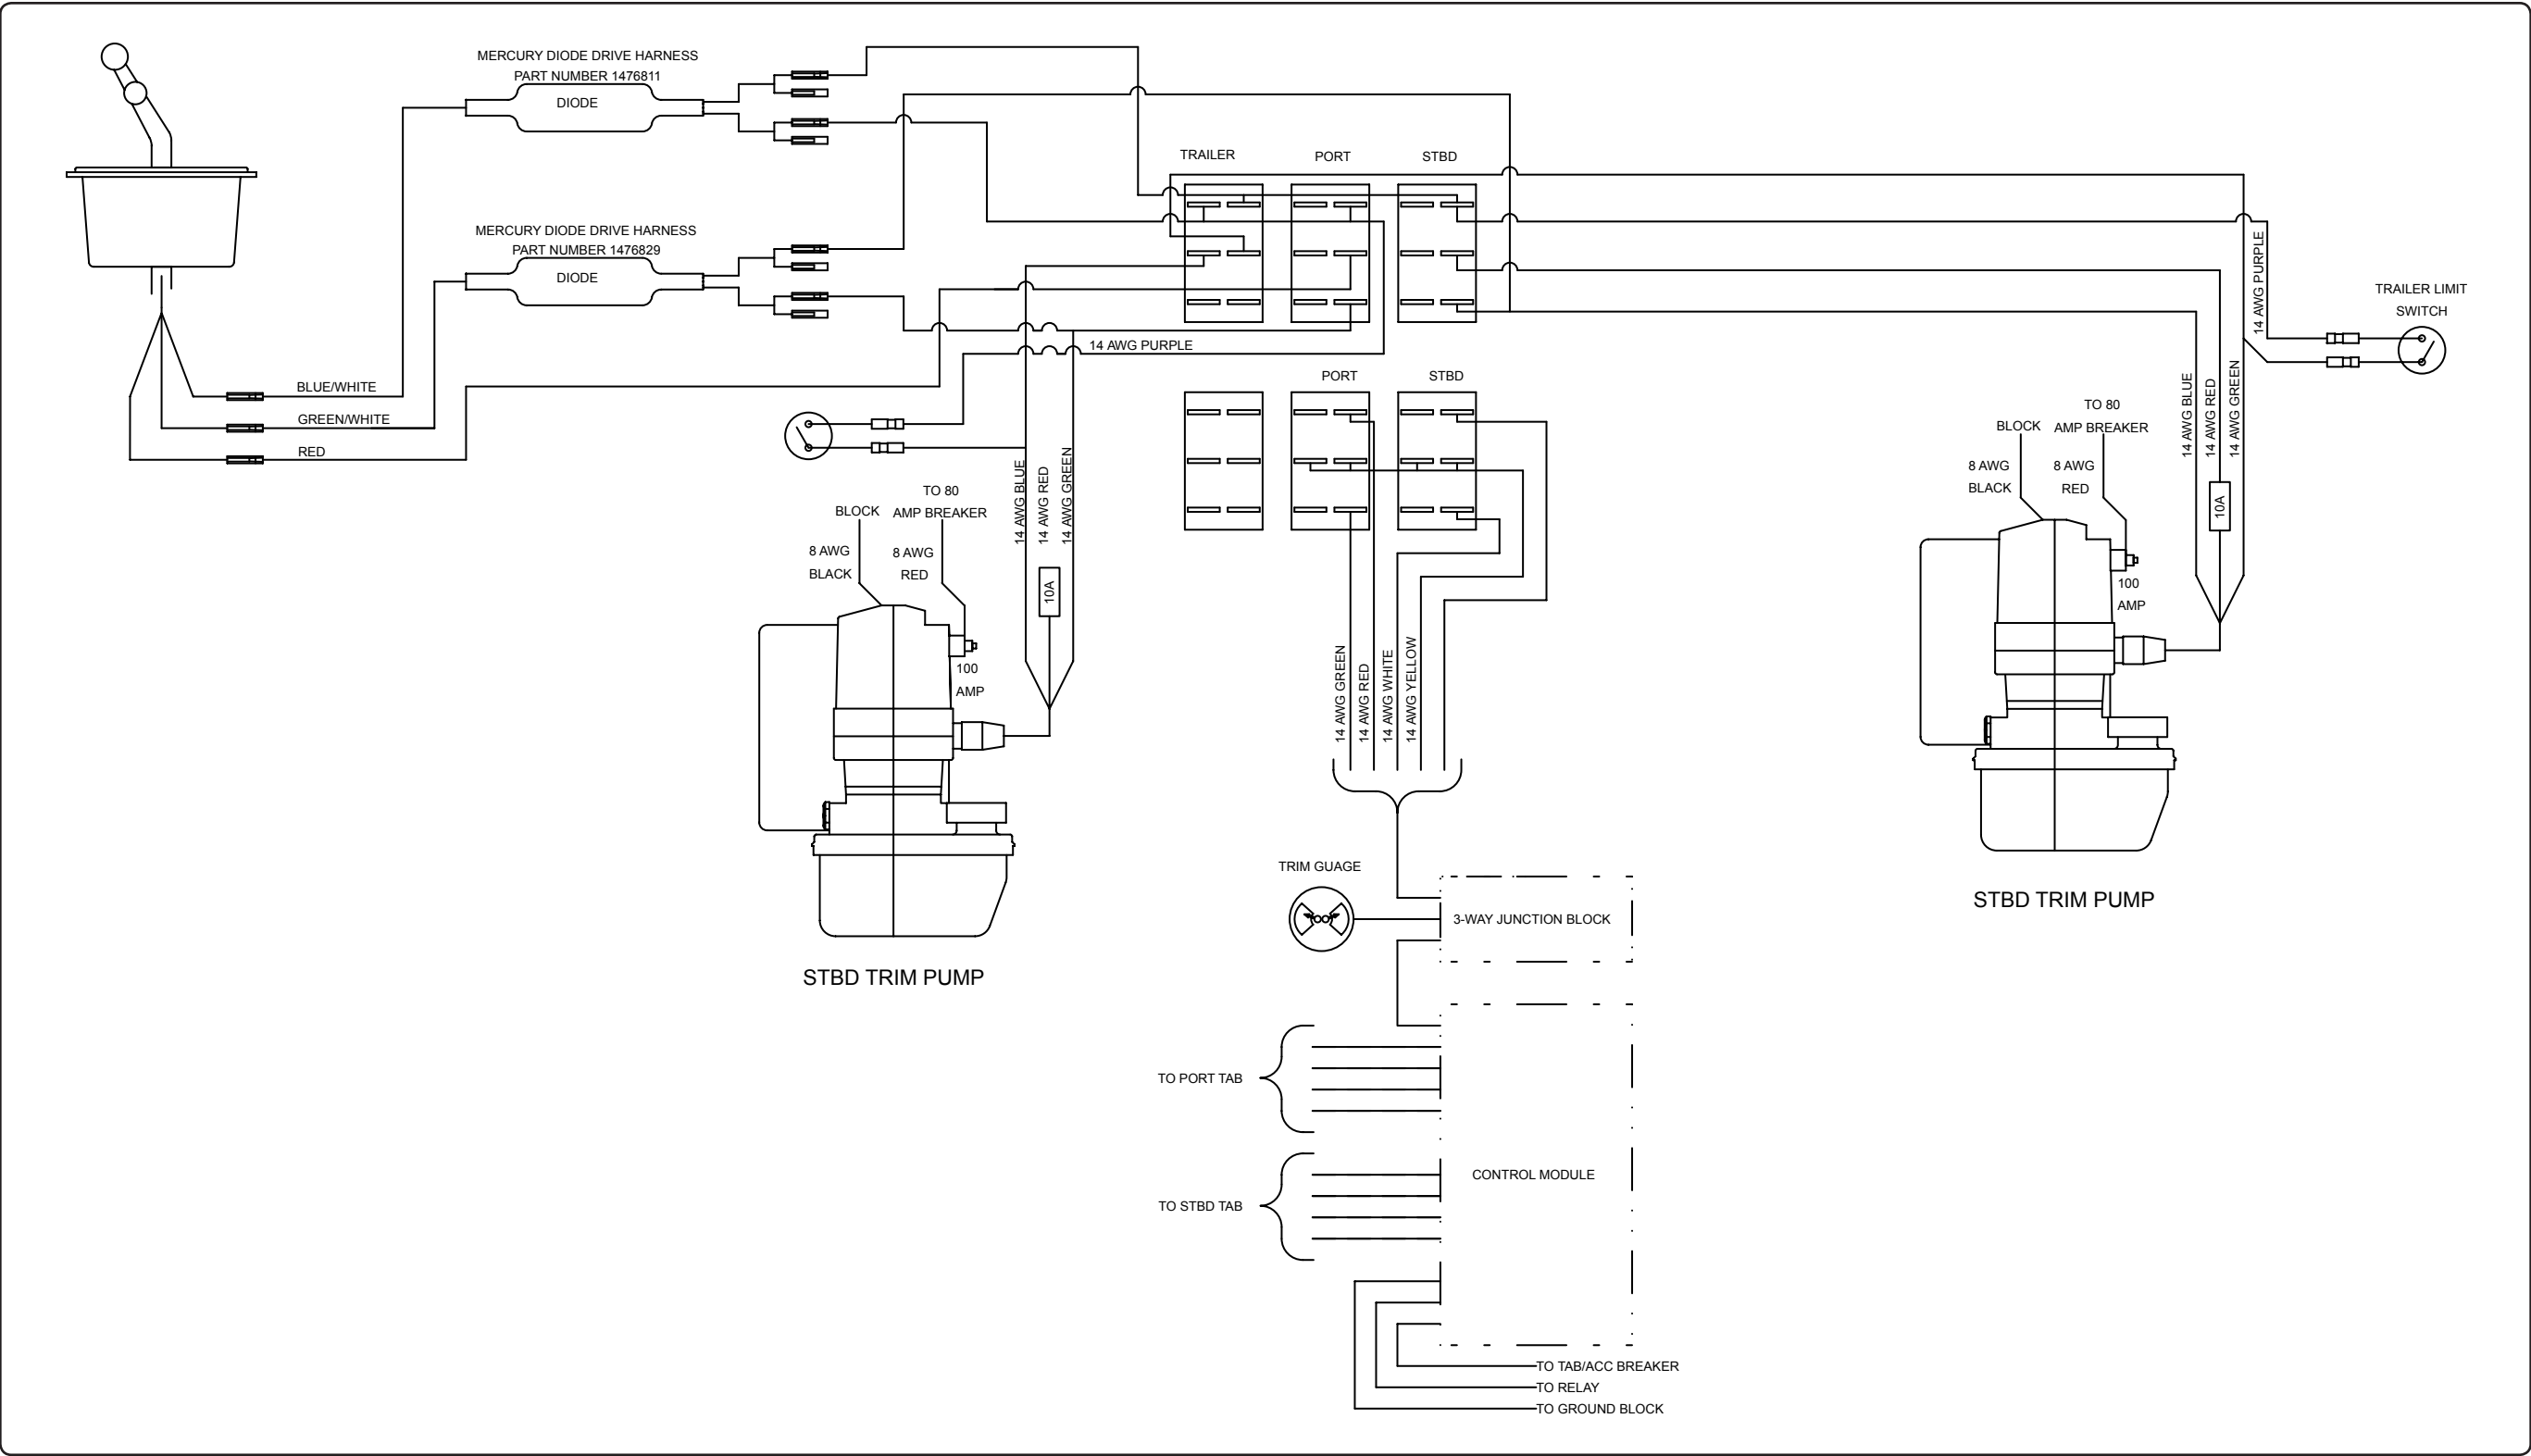 MERCURY DIODE DRIVE HARNESS
PART NUMBER 1476811
DIODE
MERCURY DIODE DRIVE HARNESS
PART NUMBER 1476829
DIODE
BLUE/WHITE
GREEN/WHITE
RED
TRAILER
PORT
STBD
14 AWG PURPLE
PORT
STBD
14 AWG PURPLE
TRAILER LIMIT
SWITCH
BLOCK
TO 80
AMP BREAKER
8 AWG
BLACK
8 AWG
RED
14 AWG BLUE
14 AWG RED
14 AWG GREEN
10A
100
AMP
STBD TRIM PUMP
14 AWG GREEN
14 AWG RED
14 AWG WHITE
14 AWG YELLOW
BLOCK
TO 80
AMP BREAKER
8 AWG
BLACK
8 AWG
RED
14 AWG BLUE
14 AWG RED
14 AWG GREEN
10A
100
AMP
STBD TRIM PUMP
TRIM GUAGE
3-WAY JUNCTION BLOCK
TO PORT TAB
TO STBD TAB
CONTROL MODULE
TO TAB/ACC BREAKER
TO RELAY
TO GROUND BLOCK